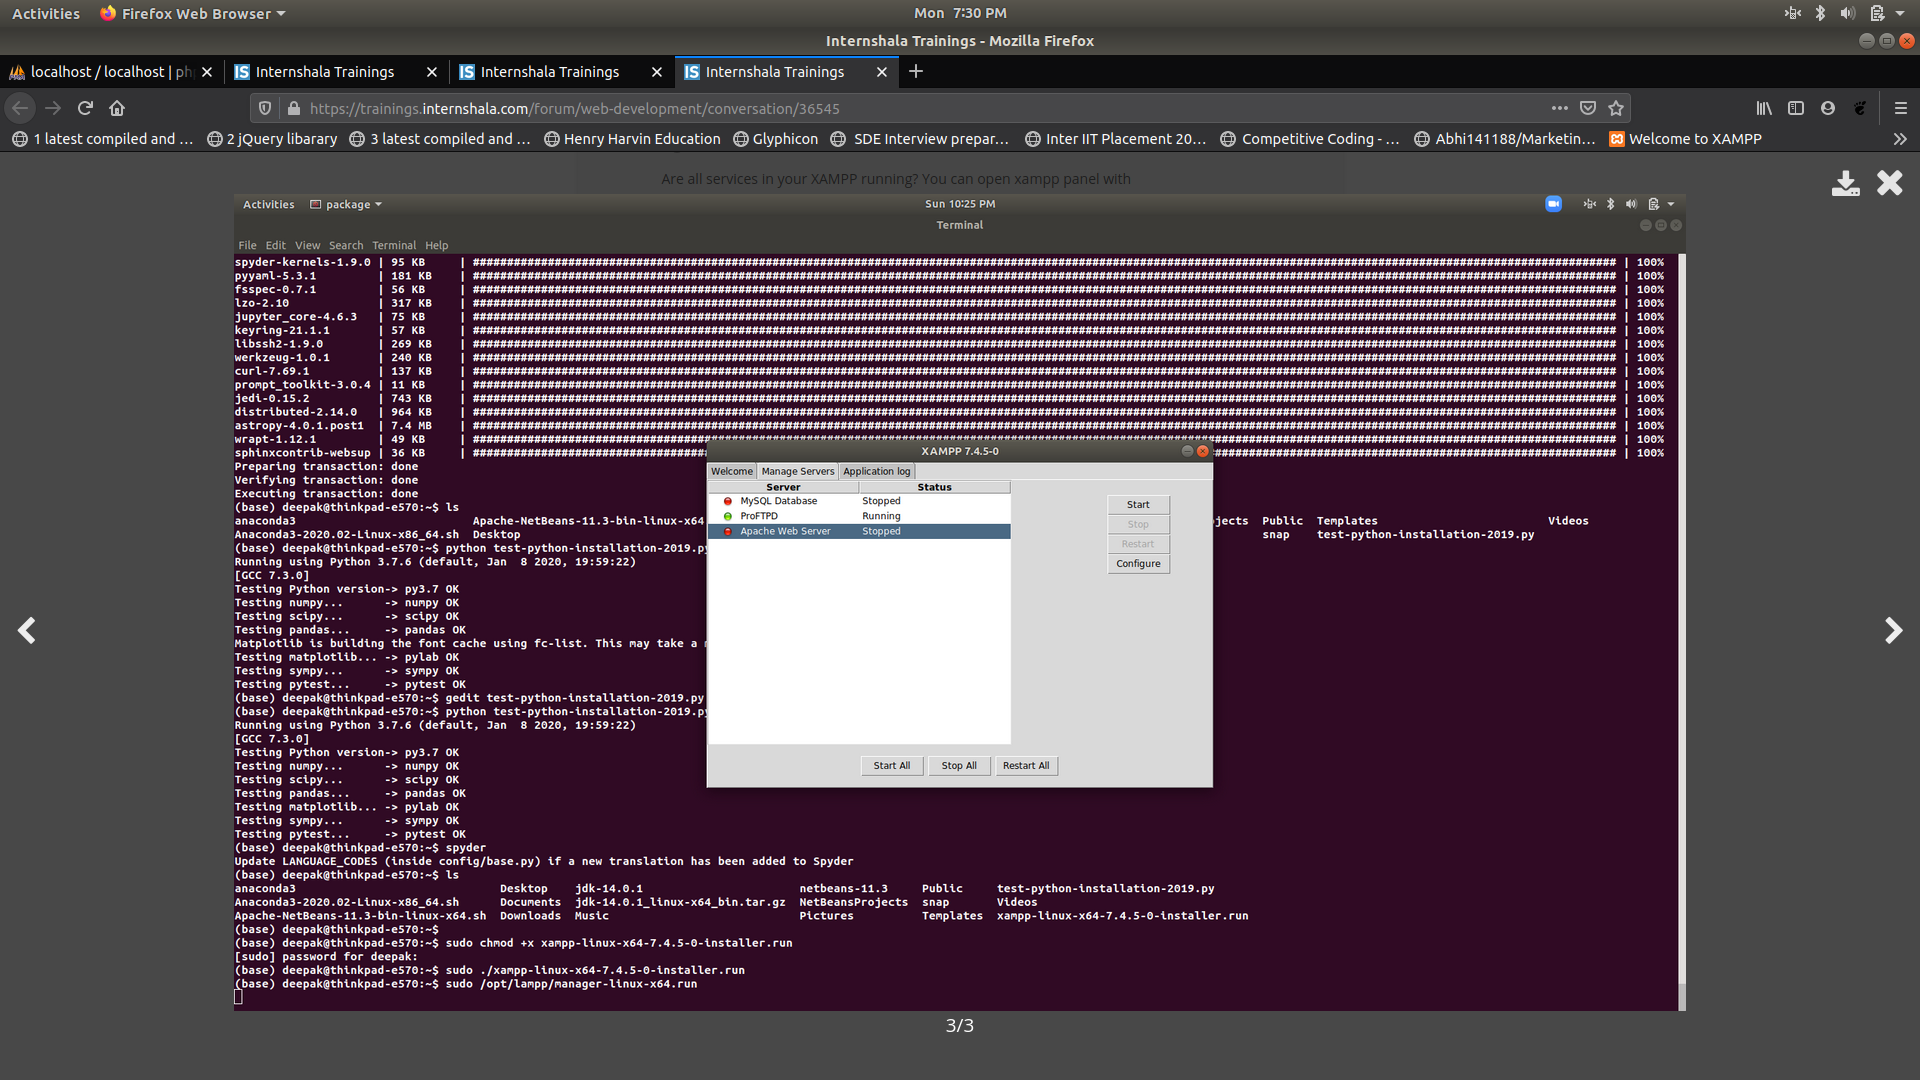 Activities Firefox Web Browser Mon 7:30 PM
Internshala Trainings - Mozilla Firefox
localhost / localhost | ph Internshala Trainings Internshala Trainings Internshala Trainings
https://trainings.internshala.com/forum/web-development/conversation/36545
1 latest compiled and ... 2 jQuery libarary 3 latest compiled and ... Henry Harvin Education Glyphicon SDE Interview prepar... Inter IIT Placement 20... Competitive Coding - ... Abhi141188/Marketin... Welcome to XAMPP
Are all services in your XAMPP running? You can open xampp panel with
Activities package Sun 10:25 PM
Terminal
File Edit View Search Terminal Help
spyder-kernels-1.9.0 | 95 KB | | 100%
pyyaml-5.3.1 | 181 KB | | 100%
fsspec-0.7.1 | 56 KB | | 100%
lzo-2.10 | 317 KB | | 100%
jupyter_core-4.6.3 | 75 KB | | 100%
keyring-21.1.1 | 57 KB | | 100%
libssh2-1.9.0 | 269 KB | | 100%
werkzeug-1.0.1 | 240 KB | | 100%
curl-7.69.1 | 137 KB | | 100%
prompt_toolkit-3.0.4 | 11 KB | | 100%
jedi-0.15.2 | 743 KB | | 100%
distributed-2.14.0 | 964 KB | | 100%
astropy-4.0.1.post1 | 7.4 MB | | 100%
wrapt-1.12.1 | 49 KB | | 100%
sphinxcontrib-websup | 36 KB | | 100%
Preparing transaction: done
Verifying transaction: done
Executing transaction: done
(base) deepak@thinkpad-e570:~$ ls
anaconda3 Apache-NetBeans-11.3-bin-linux-x64 jects Public Templates Videos
Anaconda3-2020.02-Linux-x86_64.sh Desktop snap test-python-installation-2019.py
(base) deepak@thinkpad-e570:~$ python test-python-installation-2019.py
Running using Python 3.7.6 (default, Jan 8 2020, 19:59:22)
[GCC 7.3.0]
Testing Python version-> py3.7 OK
Testing numpy... -> numpy OK
Testing scipy... -> scipy OK
Testing pandas... -> pandas OK
Matplotlib is building the font cache using fc-list. This may take a
Testing matplotlib... -> pylab OK
Testing sympy... -> sympy OK
Testing pytest... -> pytest OK
(base) deepak@thinkpad-e570:~$ gedit test-python-installation-2019.py
(base) deepak@thinkpad-e570:~$ python test-python-installation-2019.py
Running using Python 3.7.6 (default, Jan 8 2020, 19:59:22)
[GCC 7.3.0]
Testing Python version-> py3.7 OK
Testing numpy... -> numpy OK
Testing scipy... -> scipy OK
Testing pandas... -> pandas OK
Testing matplotlib... -> pylab OK
Testing sympy... -> sympy OK
Testing pytest... -> pytest OK
(base) deepak@thinkpad-e570:~$ spyder
Update LANGUAGE_CODES (inside config/base.py) if a new translation has been added to Spyder
(base) deepak@thinkpad-e570:~$ ls
anaconda3 Desktop jdk-14.0.1 netbeans-11.3 Public test-python-installation-2019.py
Anaconda3-2020.02-Linux-x86_64.sh Documents jdk-14.0.1_linux-x64_bin.tar.gz NetBeansProjects snap Videos
Apache-NetBeans-11.3-bin-linux-x64.sh Downloads Music Pictures Templates xampp-linux-x64-7.4.5-0-installer.run
(base) deepak@thinkpad-e570:~$
(base) deepak@thinkpad-e570:~$ sudo chmod +x xampp-linux-x64-7.4.5-0-installer.run
[sudo] password for deepak:
(base) deepak@thinkpad-e570:~$ sudo ./xampp-linux-x64-7.4.5-0-installer.run
(base) deepak@thinkpad-e570:~$ sudo /opt/lampp/manager-linux-x64.run
XAMPP 7.4.5-0
Welcome Manage Servers Application log
Server Status
MySQL Database Stopped
ProFTPD Running
Apache Web Server Stopped
Start
Stop
Restart
Configure
Start All Stop All Restart All
3/3